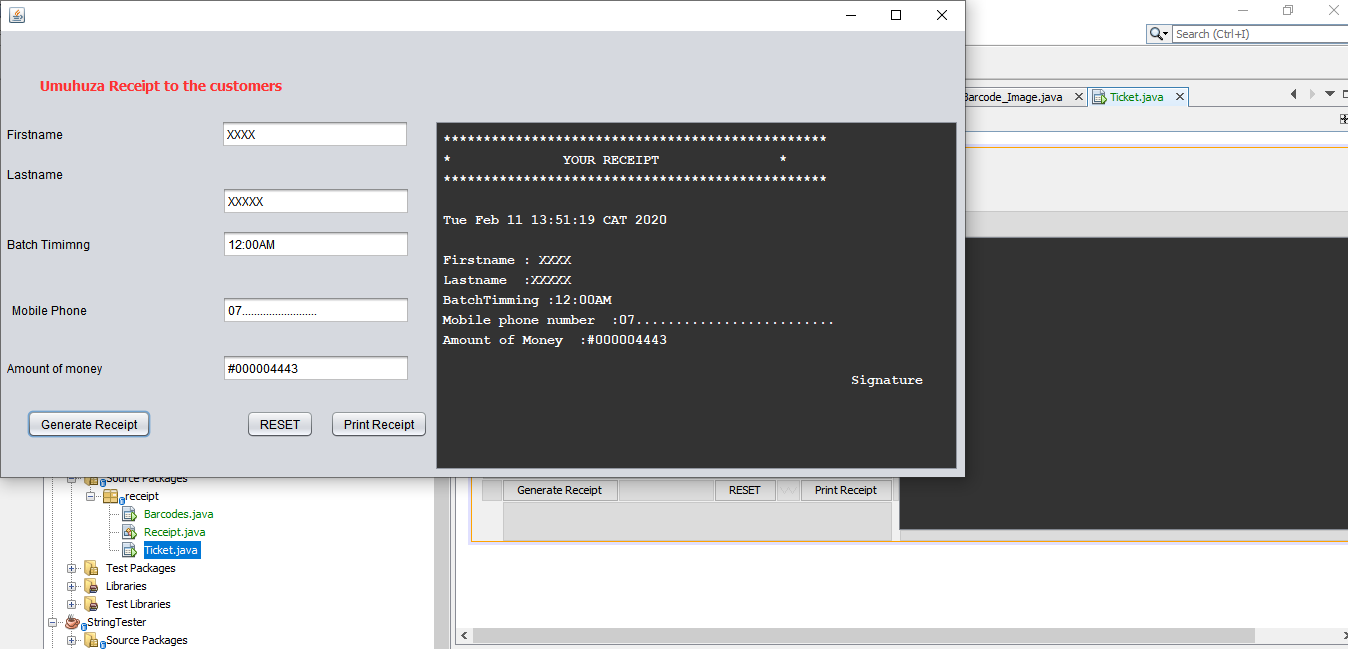 Search (Ctrl+I)
Barcode_Image.java
Ticket.java
Umuhuza Receipt to the customers
Firstname
XXXX
Lastname
XXXXX
Batch Timimng
12:00AM
Mobile Phone
07.........................
Amount of money
#000004443
Generate Receipt
RESET
Print Receipt
************************************************
* YOUR RECEIPT *
************************************************
Tue Feb 11 13:51:19 CAT 2020
Firstname : XXXX
Lastname :XXXXX
BatchTimming :12:00AM
Mobile phone number :07.........................
Amount of Money :#000004443
Signature
Source Packages
receipt
Barcodes.java
Receipt.java
Ticket.java
Test Packages
Libraries
Test Libraries
StringTester
Source Packages
Generate Receipt
RESET
Print Receipt